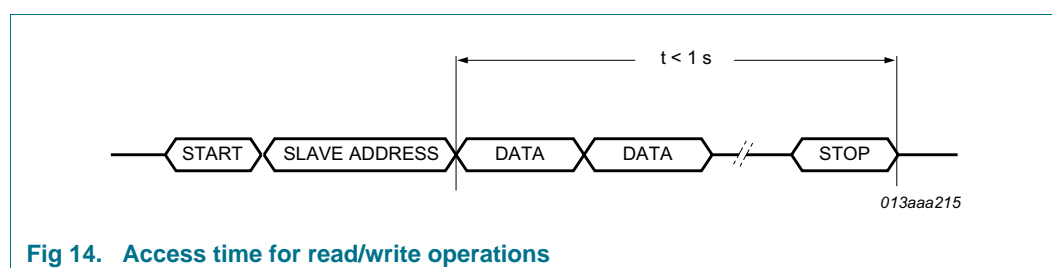 t < 1 s
START SLAVE ADDRESS DATA DATA STOP
013aaa215
Fig 14. Access time for read/write operations